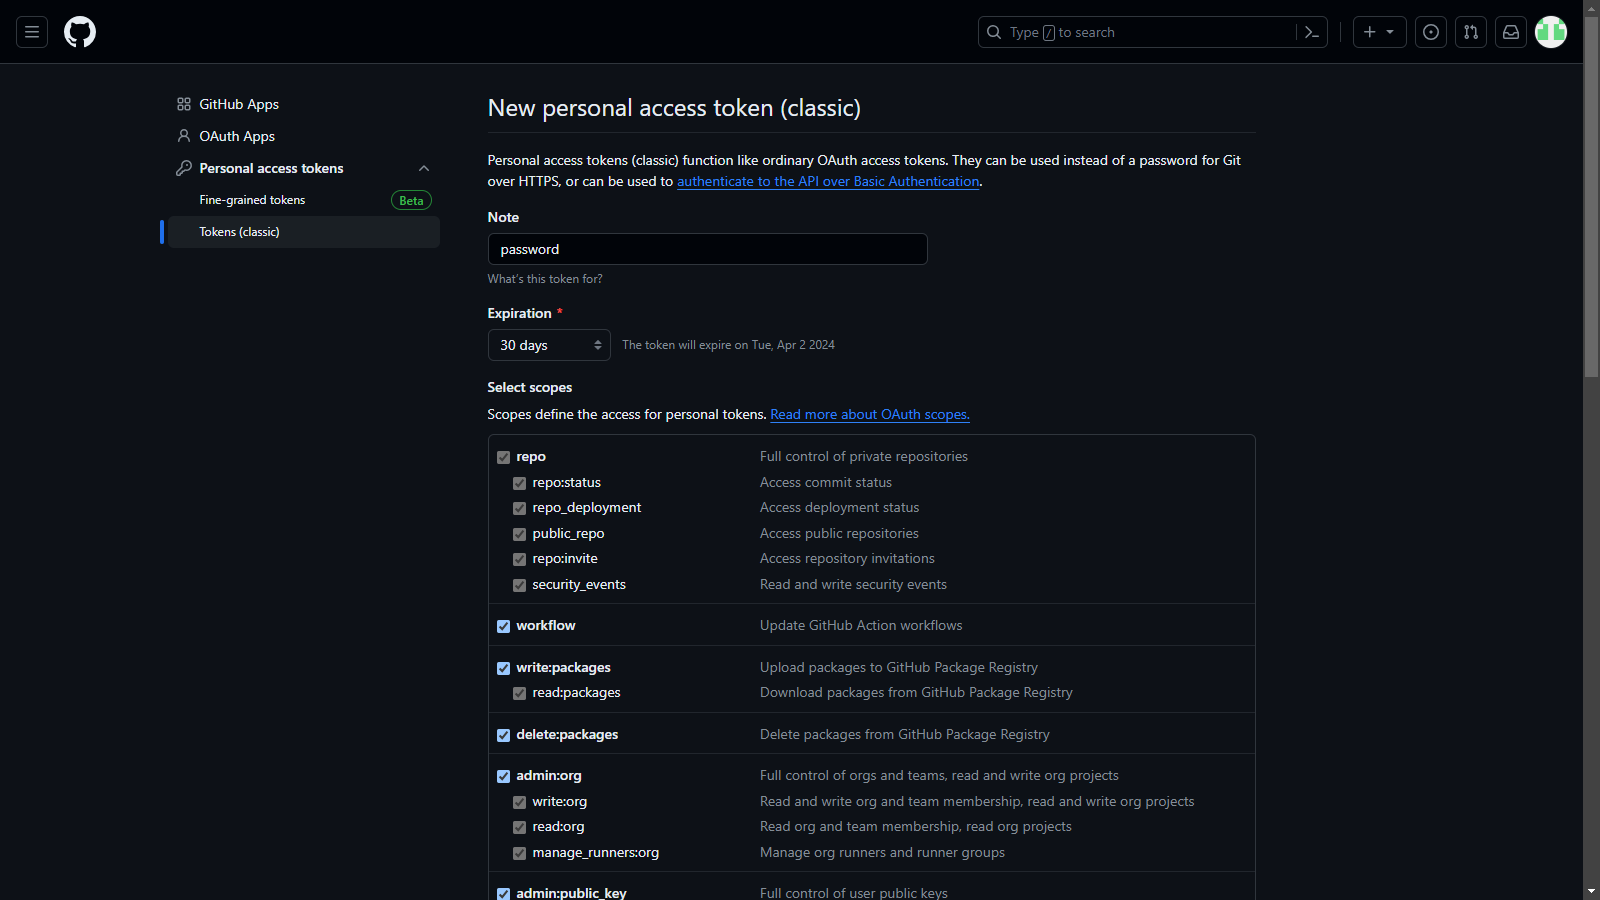 Type / to search
GitHub Apps
OAuth Apps
Personal access tokens
Fine-grained tokens
Beta
Tokens (classic)
New personal access token (classic)
Personal access tokens (classic) function like ordinary OAuth access tokens. They can be used instead of a password for Git
over HTTPS, or can be used to authenticate to the API over Basic Authentication.
Note
password
What's this token for?
Expiration *
30 days
The token will expire on Tue, Apr 2 2024
Select scopes
Scopes define the access for personal tokens. Read more about OAuth scopes.
repo Full control of private repositories
repo:status Access commit status
repo_deployment Access deployment status
public_repo Access public repositories
repo:invite Access repository invitations
security_events Read and write security events
workflow Update GitHub Action workflows
write:packages Upload packages to GitHub Package Registry
read:packages Download packages from GitHub Package Registry
delete:packages Delete packages from GitHub Package Registry
admin:org Full control of orgs and teams, read and write org projects
write:org Read and write org and team membership, read and write org projects
read:org Read org and team membership, read org projects
manage_runners:org Manage org runners and runner groups
admin:public_key Full control of user public keys